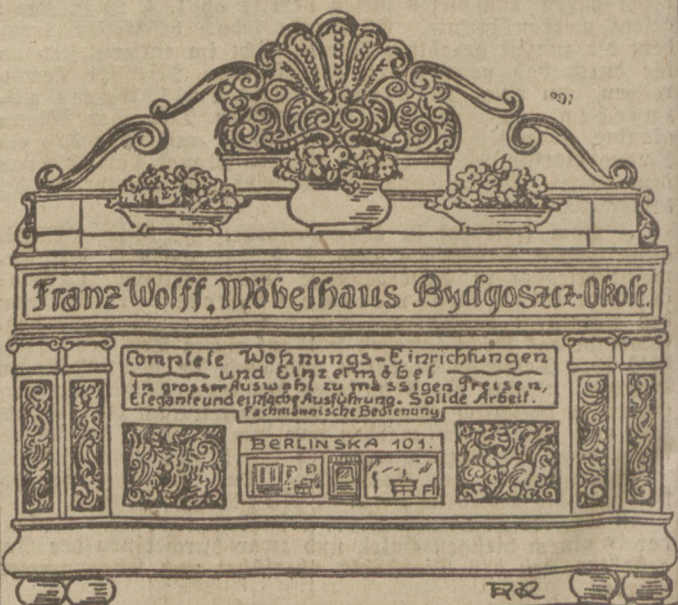 Franz Wolff, Möbelhaus Bydgoszcz-Okole.
Complete Wohnungs-Einrichtungen
und Einzelmöbel
in grosser Auswahl zu mässigen Preisen,
Elegante und einfache Ausführung. Solide Arbeit.
Fachmännische Bedienung
BERLINSKA 101.